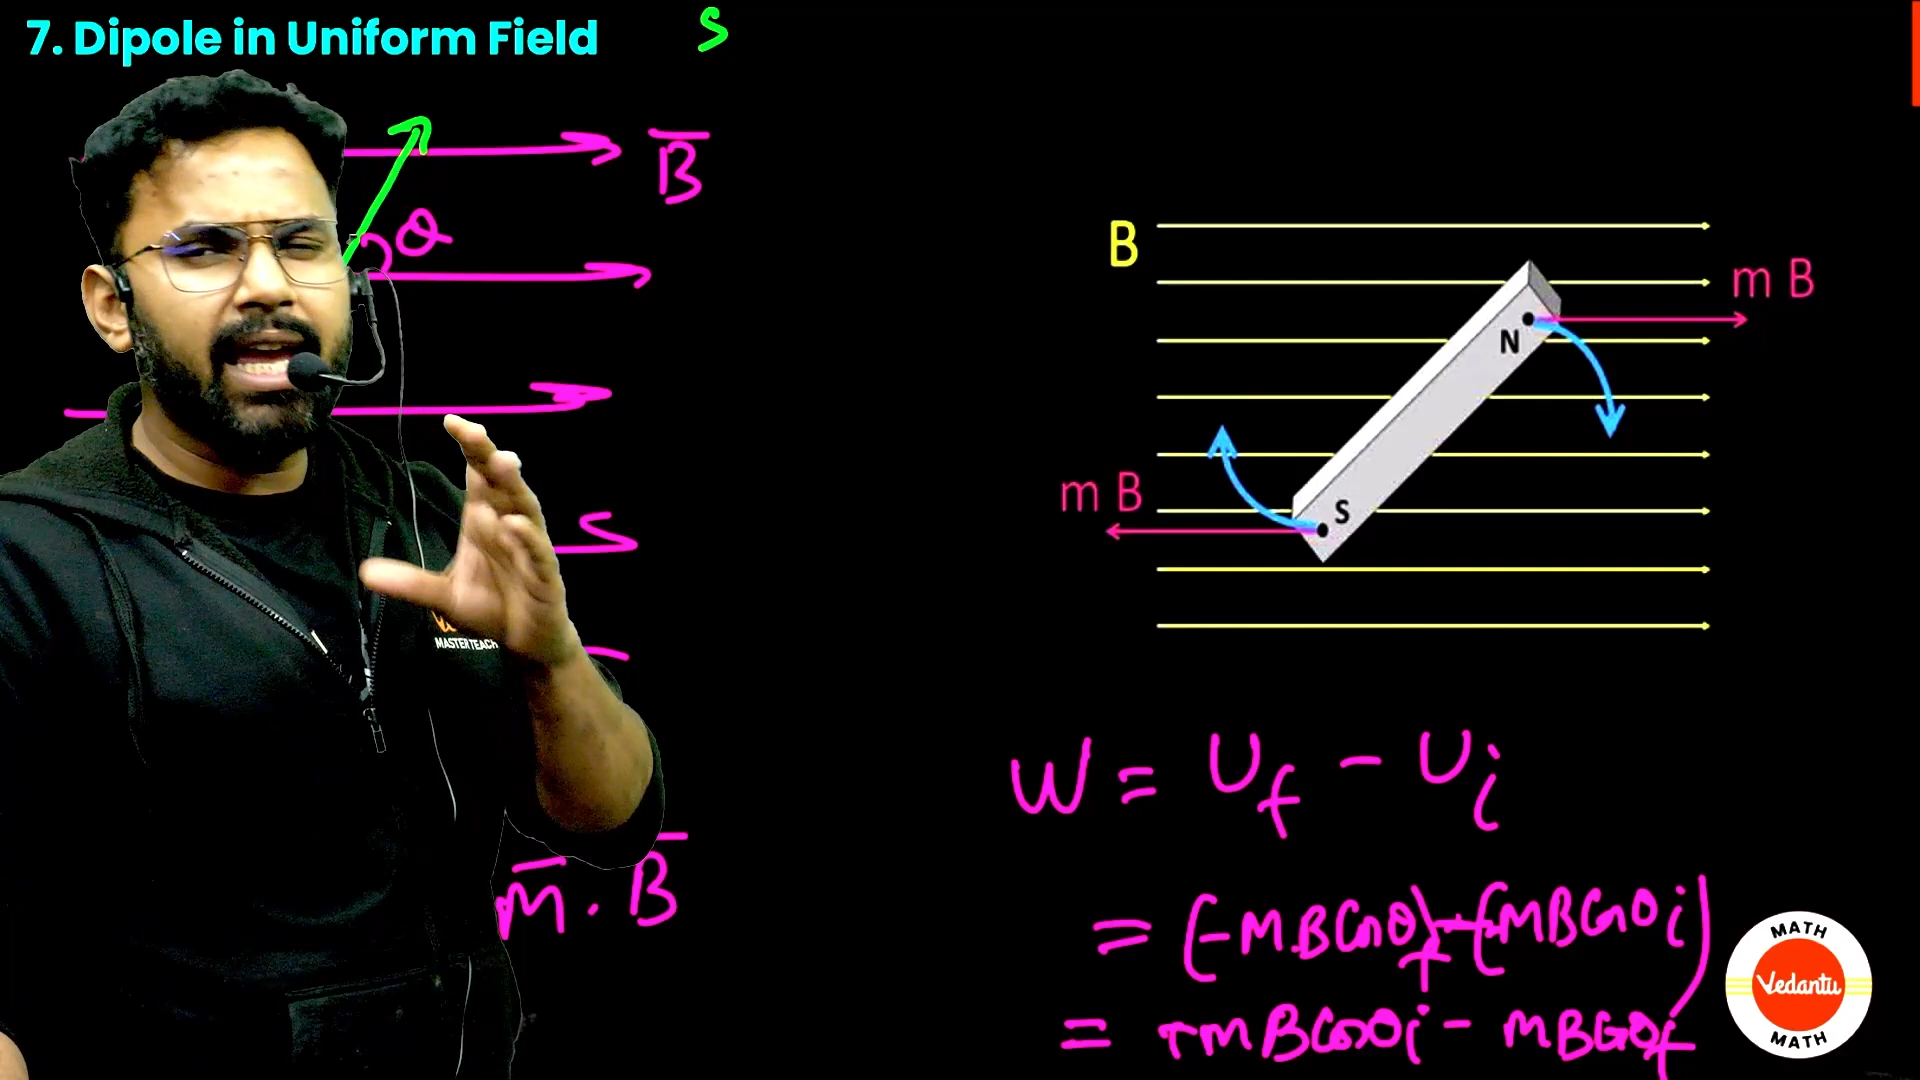 7. Dipole in Uniform Field
S
B̅
θ
B
m B
N
m B
S
MASTER TEACH
M̅ . B̅
W = U_f - U_i
= (-MBCosθ_f) - (-MBCosθ_i)
= +MBCosθ_i - MBCosθ_f
MATH
Vedantu
MATH